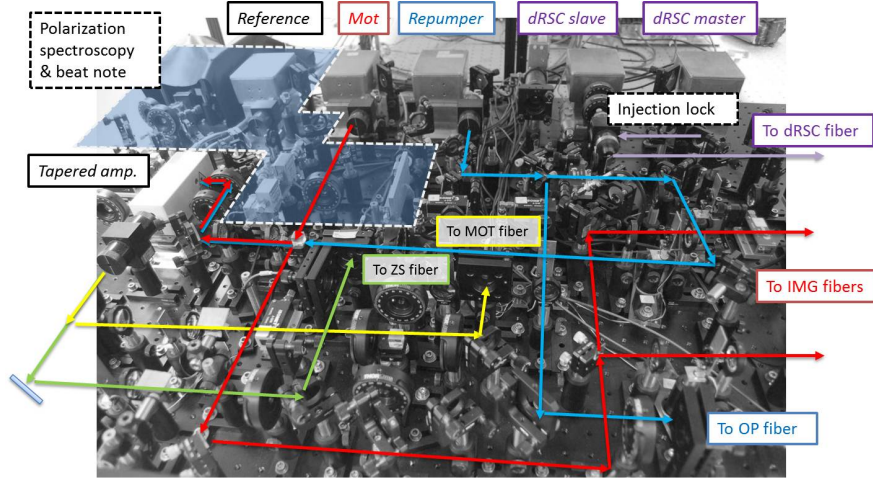 Polarization
spectroscopy
& beat note
Reference
Mot
Repumper
dRSC slave
dRSC master
Injection lock
To dRSC fiber
Tapered amp.
To MOT fiber
To ZS fiber
To IMG fibers
To OP fiber